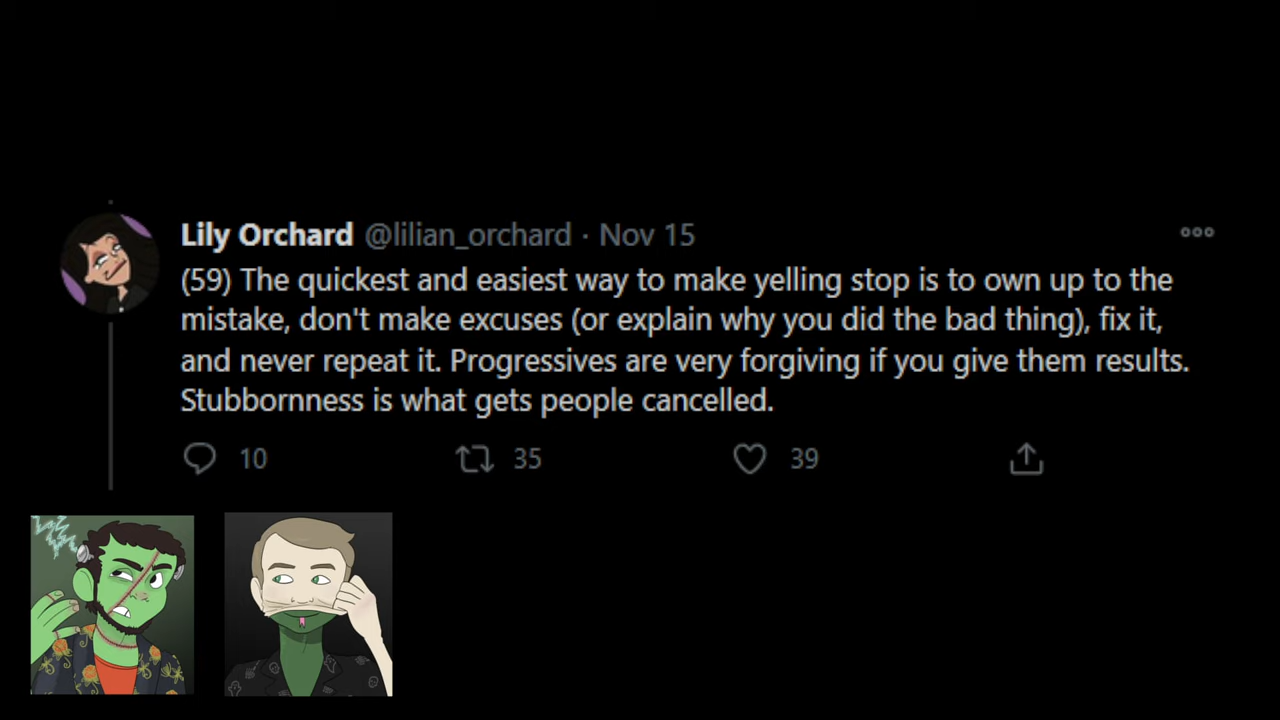 Lily Orchard @lilian_orchard · Nov 15
(59) The quickest and easiest way to make yelling stop is to own up to the
mistake, don't make excuses (or explain why you did the bad thing), fix it,
and never repeat it. Progressives are very forgiving if you give them results.
Stubbornness is what gets people cancelled.
10 35 39